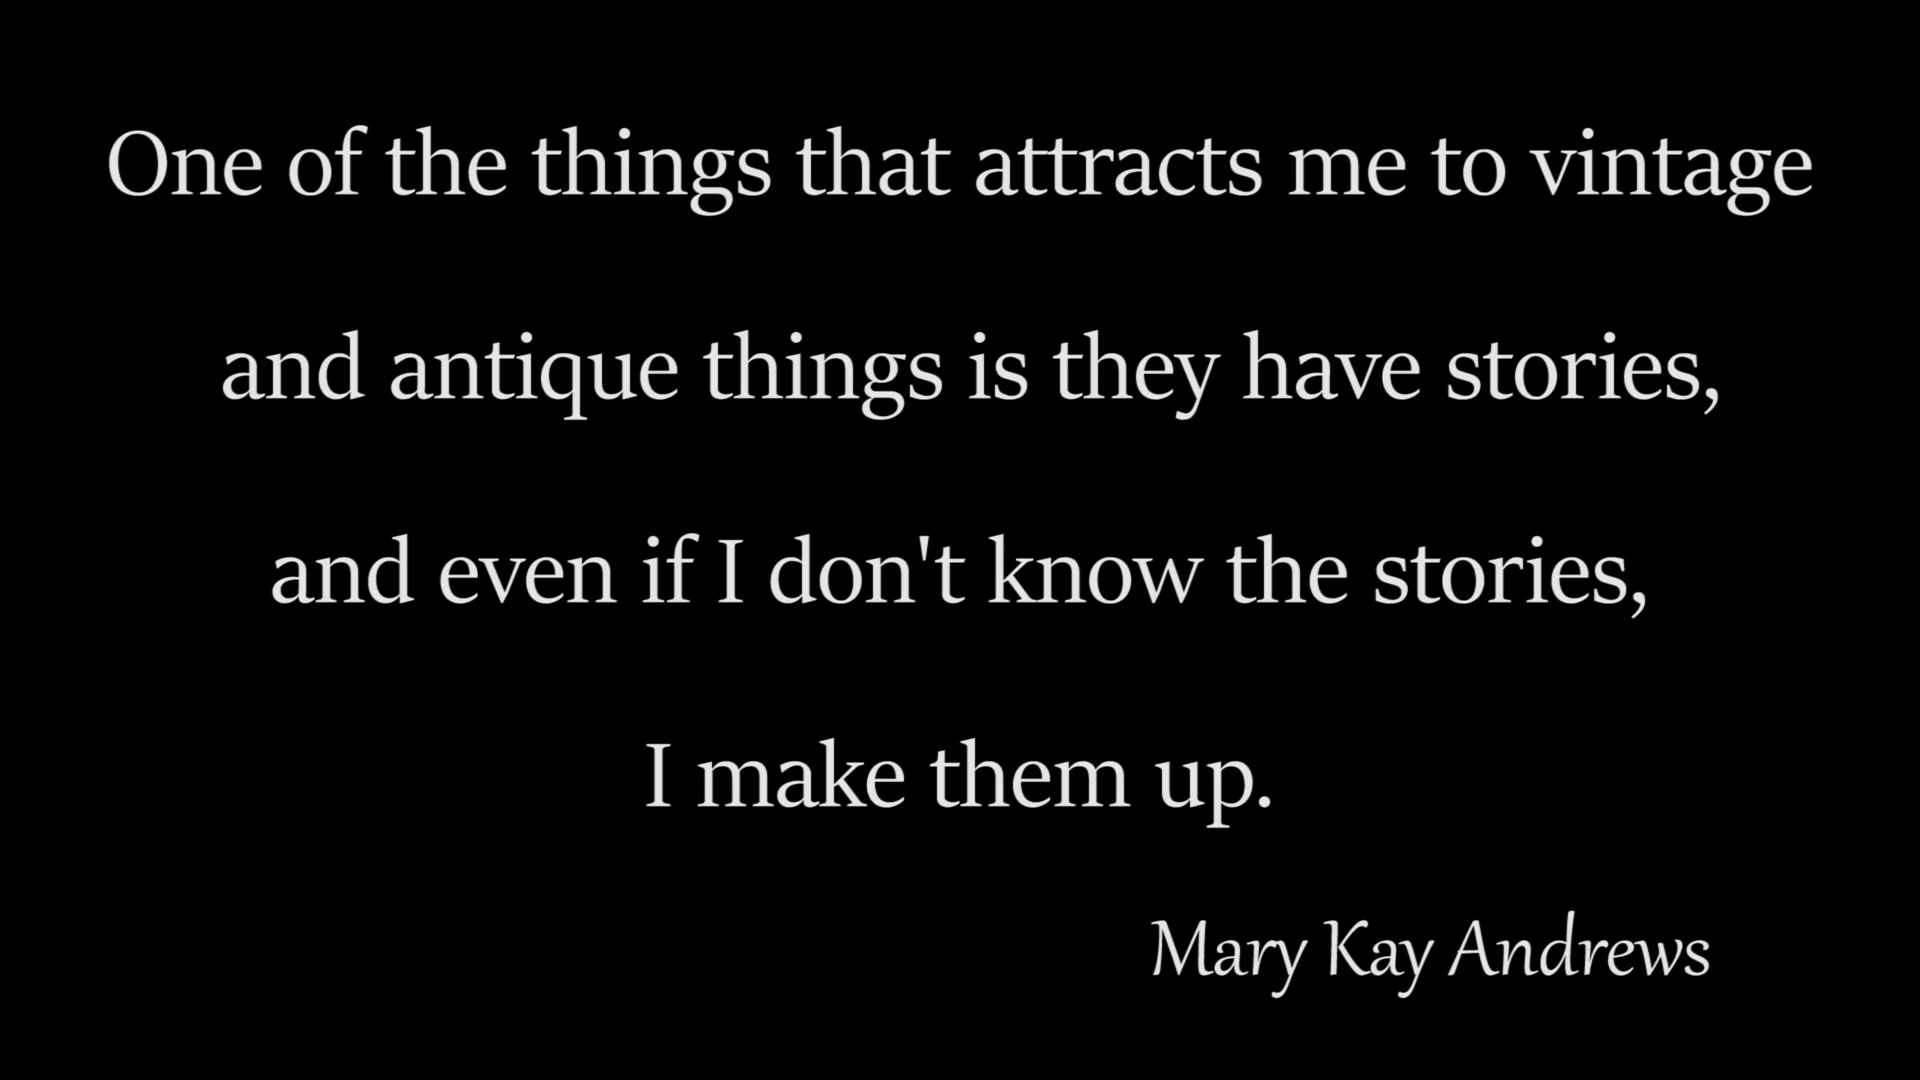 One of the things that attracts me to vintage
and antique things is they have stories,
and even if I don't know the stories,
I make them up.
Mary Kay Andrews